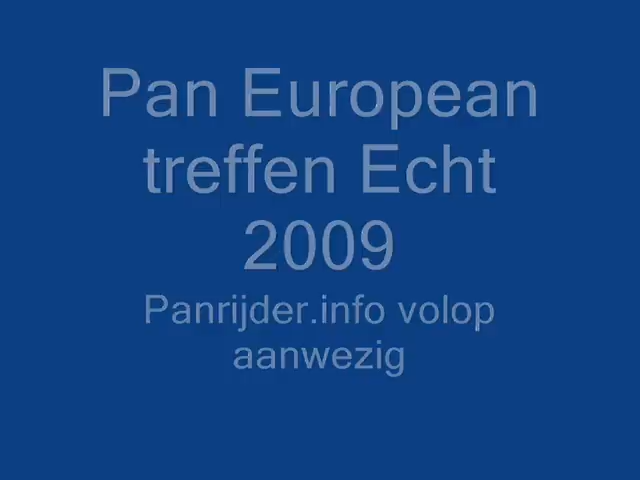 Pan European
treffen Echt
2009
Panrijder.info volop
aanwezig